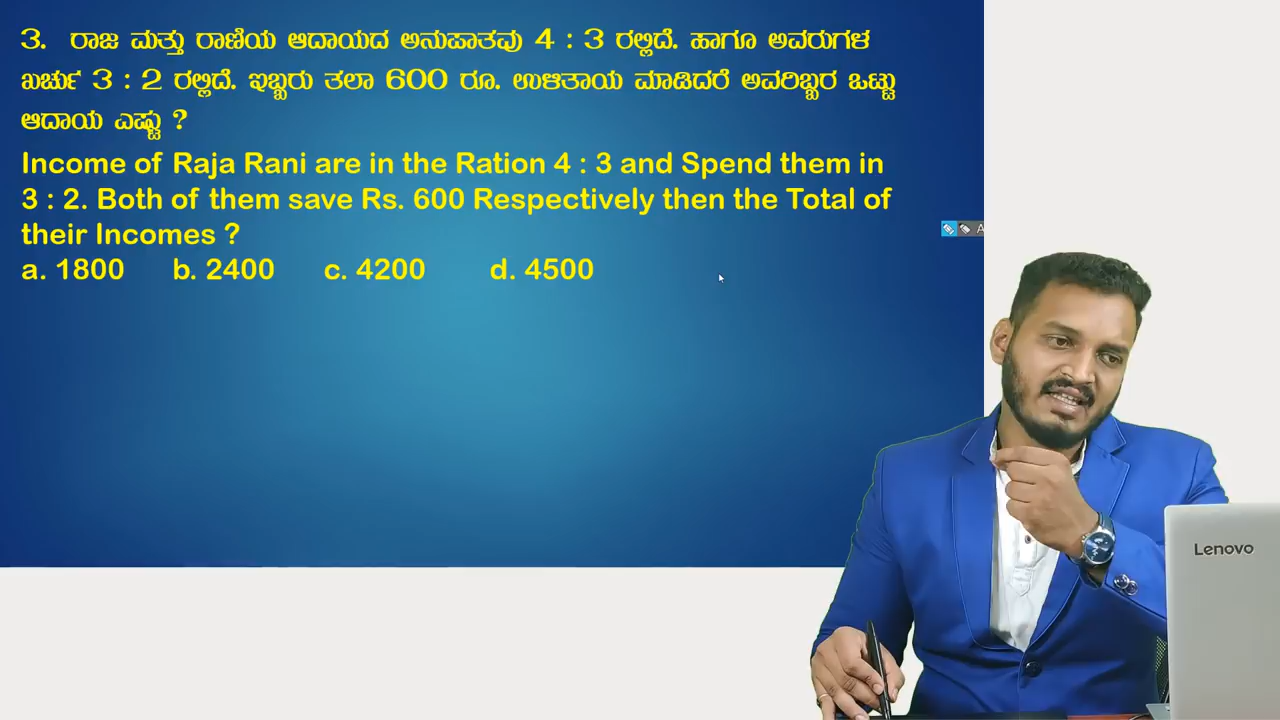 3. ರಾಜ ಮತ್ತು ರಾಣಿಯ ಆದಾಯದ ಅನುಪಾತವು 4 : 3 ರಲ್ಲಿದೆ. ಹಾಗೂ ಅವರುಗಳ
ಖರ್ಚು 3 : 2 ರಲ್ಲಿದೆ. ಇಬ್ಬರು ತಲಾ 600 ರೂ. ಉಳಿತಾಯ ಮಾಡಿದರೆ ಅವರಿಬ್ಬರ ಒಟ್ಟು
ಆದಾಯ ಎಷ್ಟು ?
Income of Raja Rani are in the Ration 4 : 3 and Spend them in
3 : 2. Both of them save Rs. 600 Respectively then the Total of
their Incomes ?
a. 1800 b. 2400 c. 4200 d. 4500
Lenovo